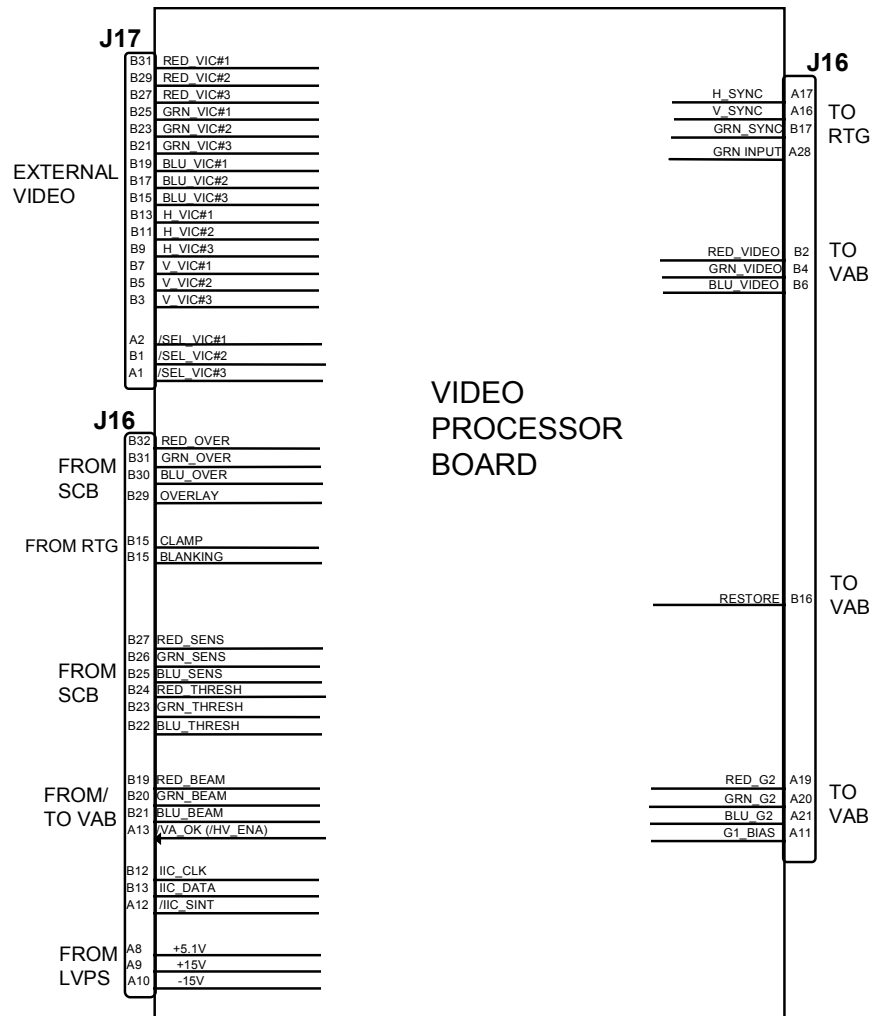 J17
B31 RED_VIC#1
B29 RED_VIC#2
B27 RED_VIC#3
B25 GRN_VIC#1
B23 GRN_VIC#2
B21 GRN_VIC#3
B19 BLU_VIC#1
B17 BLU_VIC#2
B15 BLU_VIC#3
B13 H_VIC#1
B11 H_VIC#2
B9 H_VIC#3
B7 V_VIC#1
B5 V_VIC#2
B3 V_VIC#3
EXTERNAL
VIDEO
A2 /SEL_VIC#1
B1 /SEL_VIC#2
A1 /SEL_VIC#3
J16
FROM
SCB
B32 RED_OVER
B31 GRN_OVER
B30 BLU_OVER
B29 OVERLAY
FROM RTG
B15 CLAMP
B15 BLANKING
FROM
SCB
B27 RED_SENS
B26 GRN_SENS
B25 BLU_SENS
B24 RED_THRESH
B23 GRN_THRESH
B22 BLU_THRESH
FROM/
TO VAB
B19 RED_BEAM
B20 GRN_BEAM
B21 BLU_BEAM
A13 /VA_OK (/HV_ENA)
B12 IIC_CLK
B13 IIC_DATA
A12 /IIC_SINT
FROM
LVPS
A8 +5.1V
A9 +15V
A10 -15V
VIDEO
PROCESSOR
BOARD
J16
H_SYNC A17
V_SYNC A16
GRN_SYNC B17
GRN INPUT A28
TO
RTG
RED_VIDEO B2
GRN_VIDEO B4
BLU_VIDEO B6
TO
VAB
RESTORE B16
TO
VAB
RED_G2 A19
GRN_G2 A20
BLU_G2 A21
G1_BIAS A11
TO
VAB